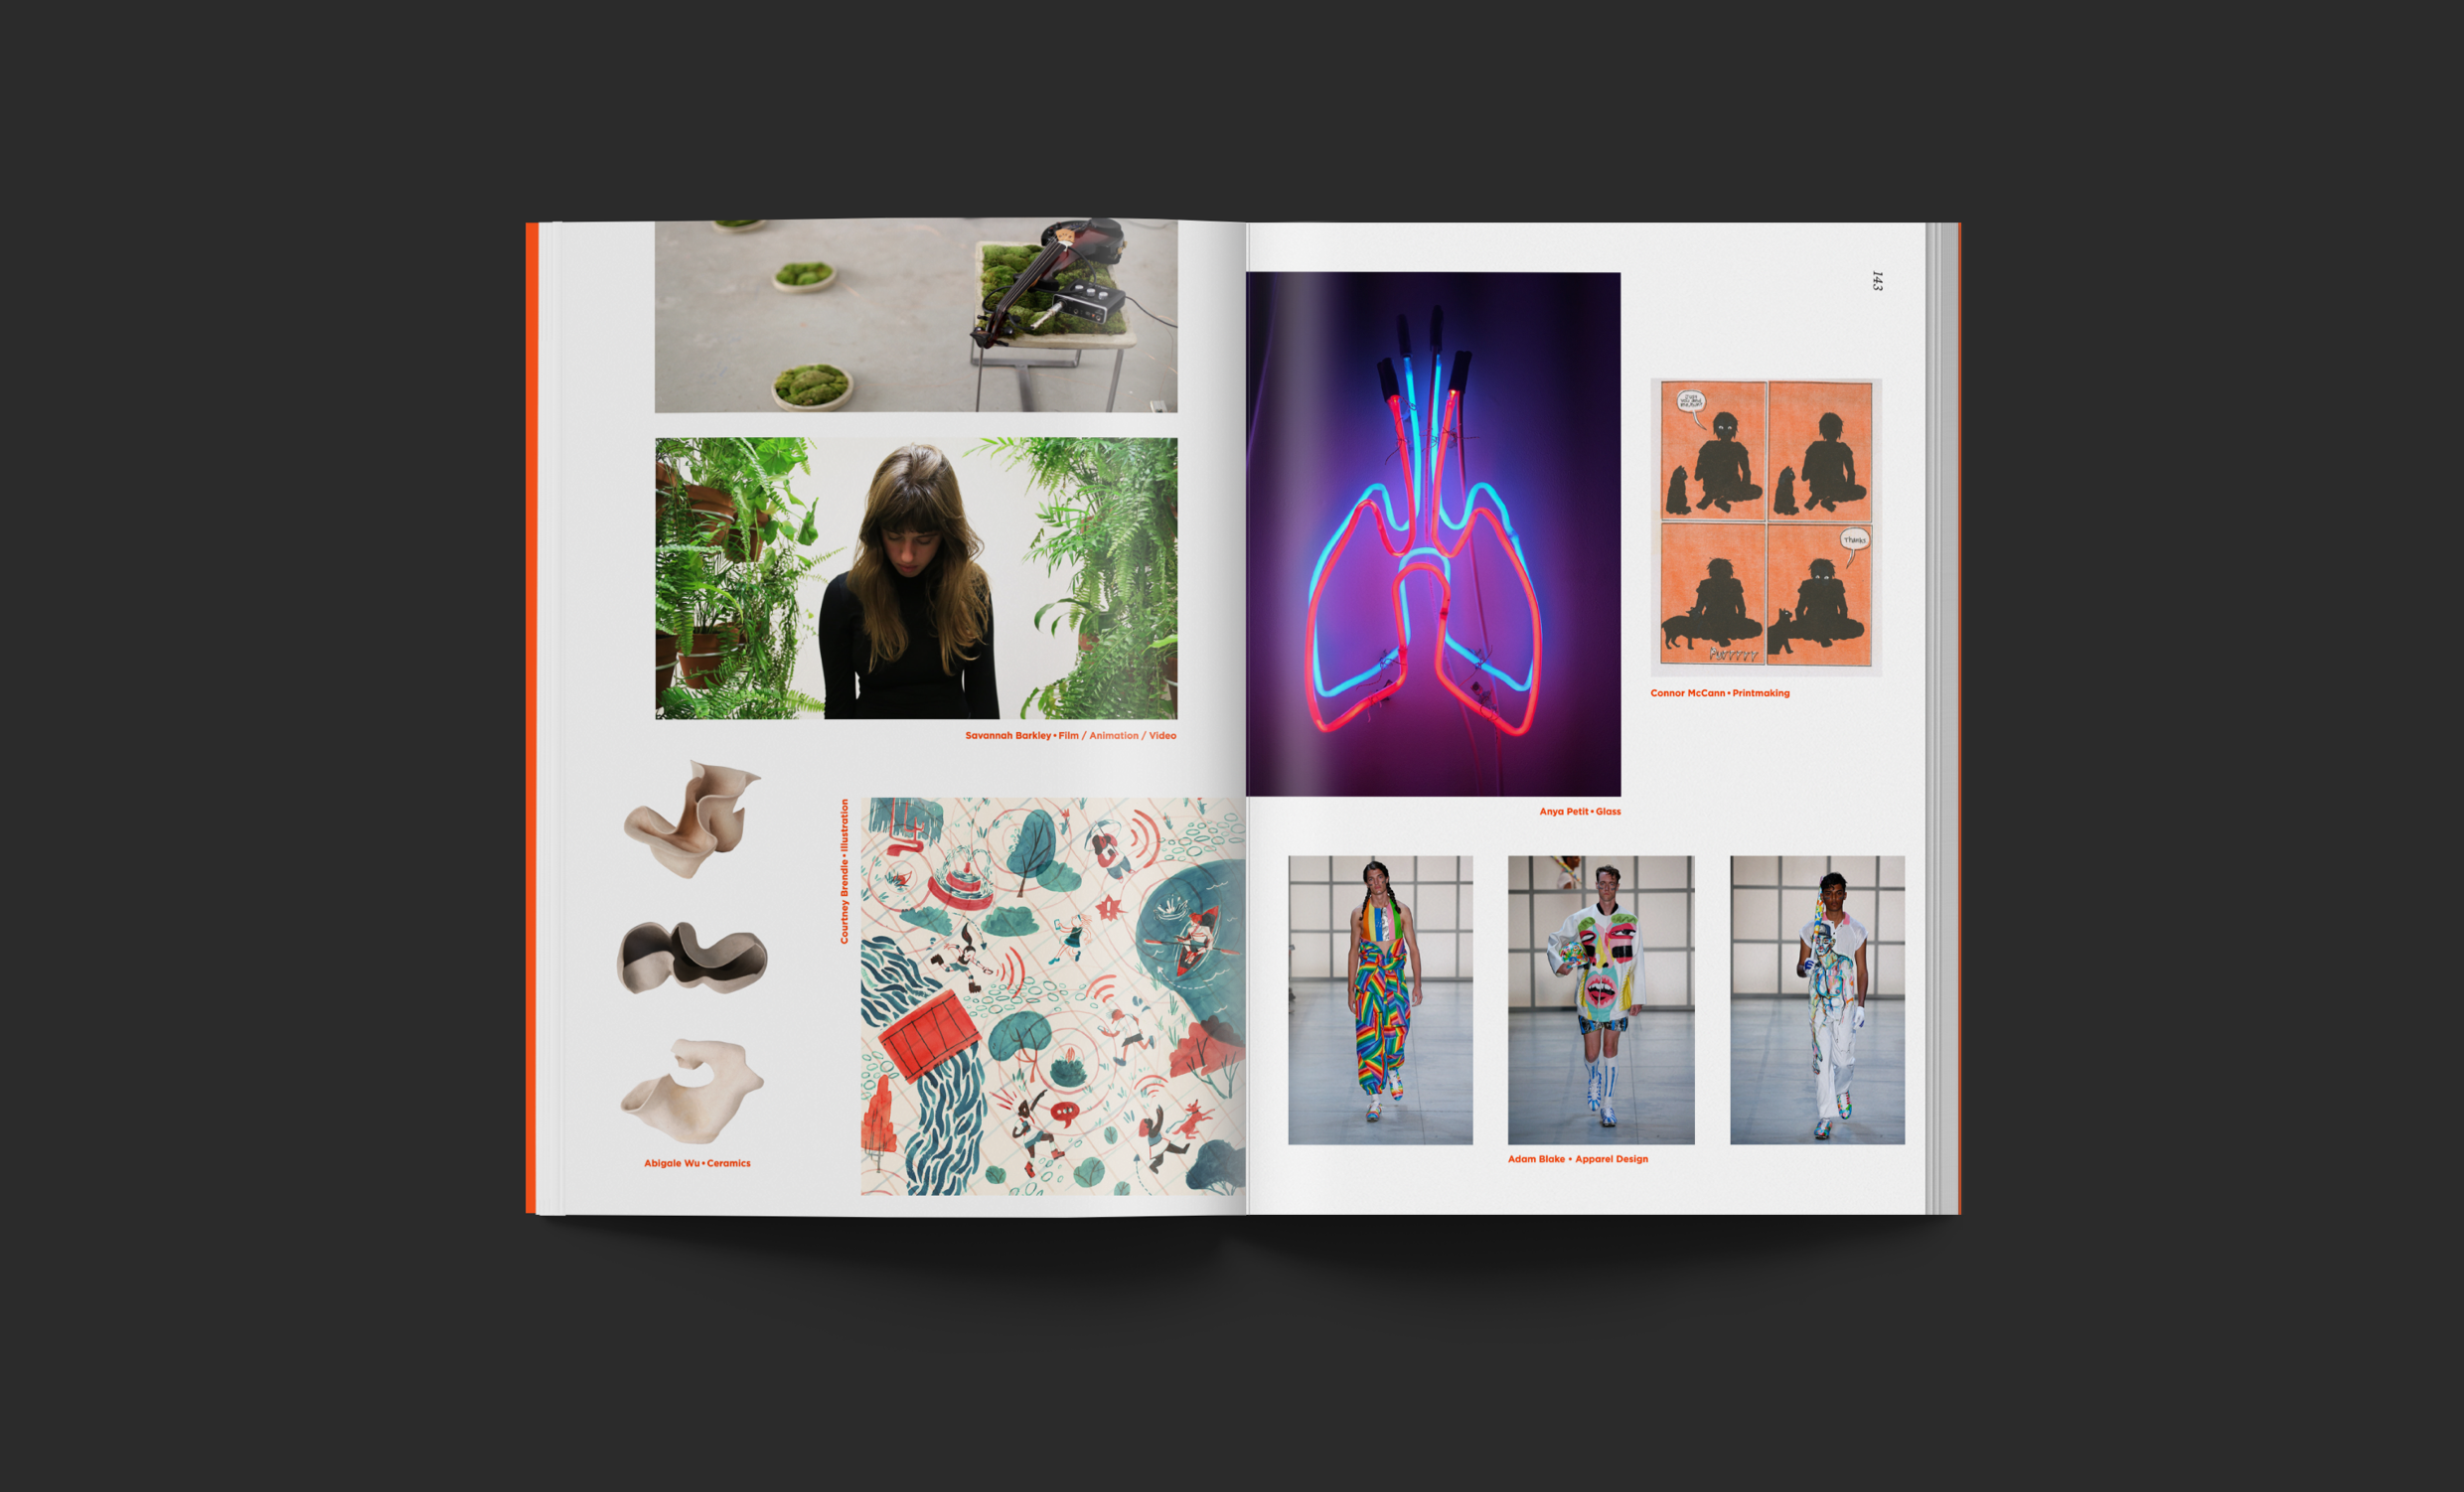 Savannah Barkley • Film / Animation / Video
Courtney Brendle • Illustration
Abigale Wu • Ceramics
143
Purrrrr
Thanks
Connor McCann • Printmaking
Anya Petit • Glass
Adam Blake • Apparel Design